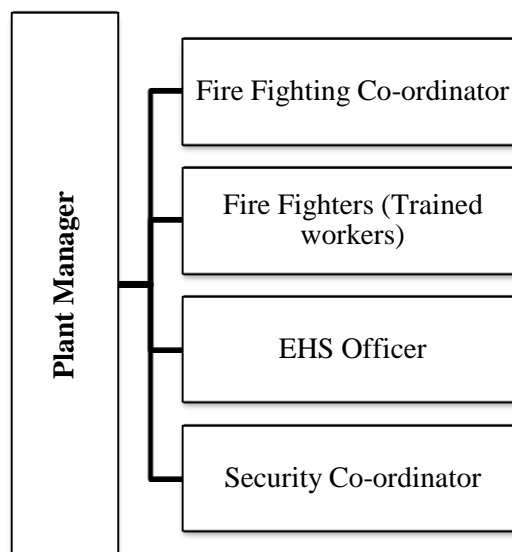 Plant Manager
Fire Fighting Co-ordinator
Fire Fighters (Trained
workers)
EHS Officer
Security Co-ordinator